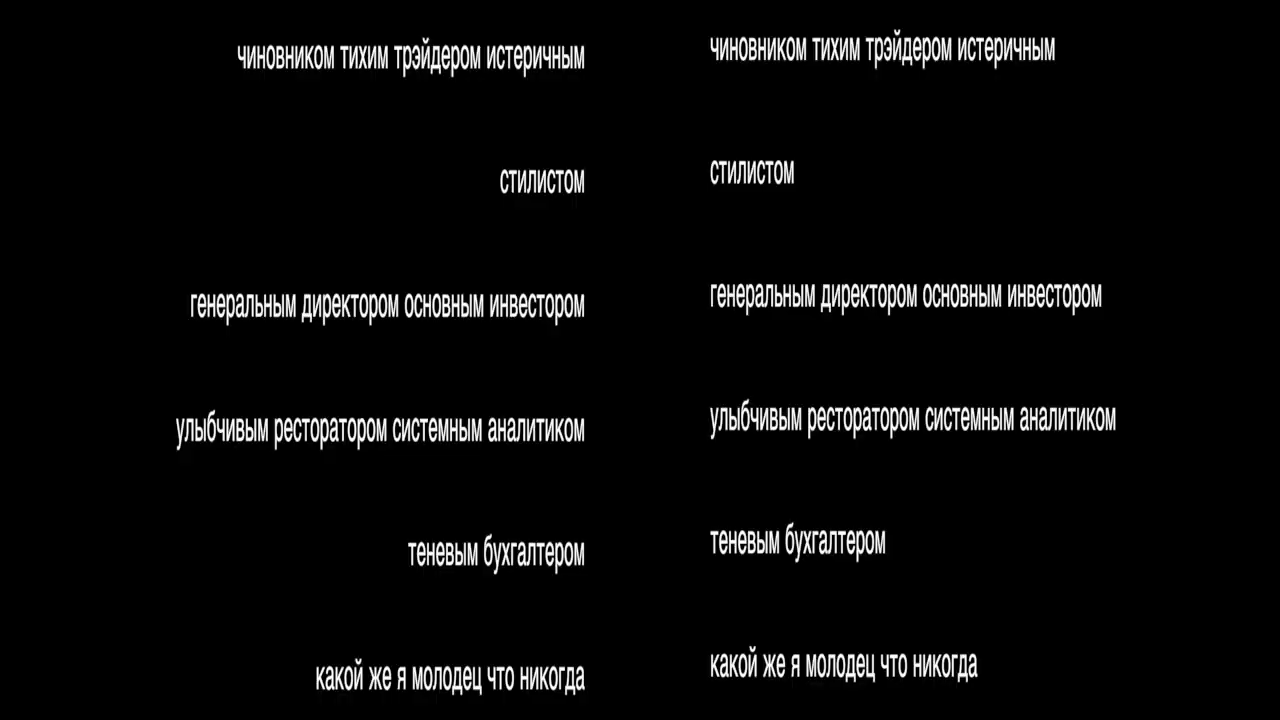 чиновником тихим трэйдером истеричным
стилистом
генеральным директором основным инвестором
улыбчивым ресторатором системным аналитиком
теневым бухгалтером
какой же я молодец что никогда
чиновником тихим трэйдером истеричным
стилистом
генеральным директором основным инвестором
улыбчивым ресторатором системным аналитиком
теневым бухгалтером
какой же я молодец что никогда